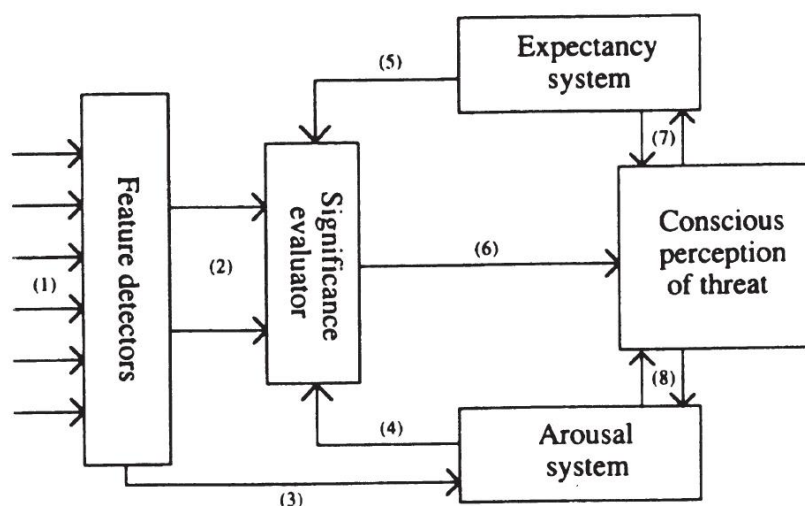 Expectancy
system
(5)
(7)
Feature detectors
Significance
evaluator
Conscious
perception
of threat
(1)
(2)
(6)
(8)
(4)
Arousal
system
(3)